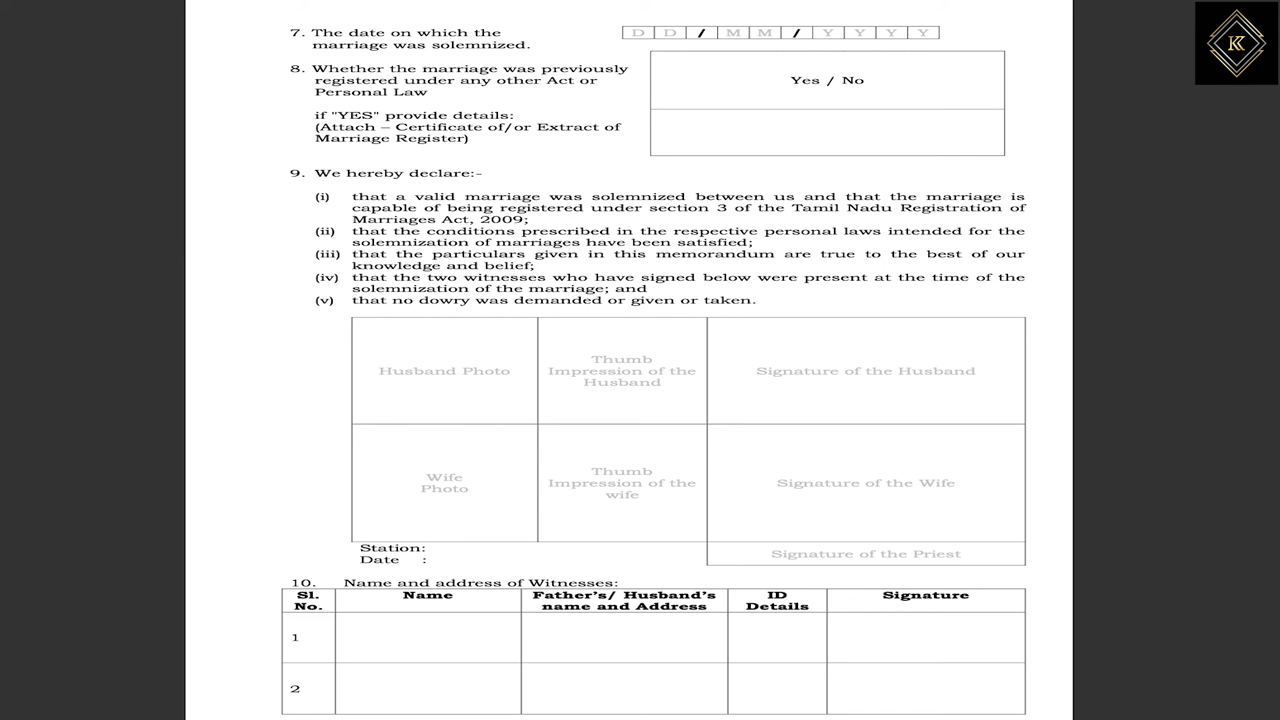 7. The date on which the
marriage was solemnized.
D D / M M / Y Y Y Y
8. Whether the marriage was previously
registered under any other Act or
Personal Law
Yes / No
if "YES" provide details:
(Attach – Certificate of/or Extract of
Marriage Register)
9. We hereby declare:-
(i) that a valid marriage was solemnized between us and that the marriage is
capable of being registered under section 3 of the Tamil Nadu Registration of
Marriages Act, 2009;
(ii) that the conditions prescribed in the respective personal laws intended for the
solemnization of marriages have been satisfied;
(iii) that the particulars given in this memorandum are true to the best of our
knowledge and belief;
(iv) that the two witnesses who have signed below were present at the time of the
solemnization of the marriage; and
(v) that no dowry was demanded or given or taken.
Husband Photo
Thumb
Impression of the
Husband
Signature of the Husband
Wife
Photo
Thumb
Impression of the
wife
Signature of the Wife
Station:
Date :
Signature of the Priest
10. Name and address of Witnesses:
Sl.
No.
Name
Father's/ Husband's
name and Address
ID
Details
Signature
1
2
K